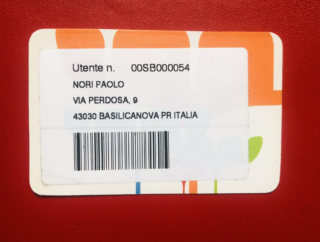 Utente n. 00SB000054
NORI PAOLO
VIA PERDOSA, 9
43030 BASILICANOVA PR ITALIA